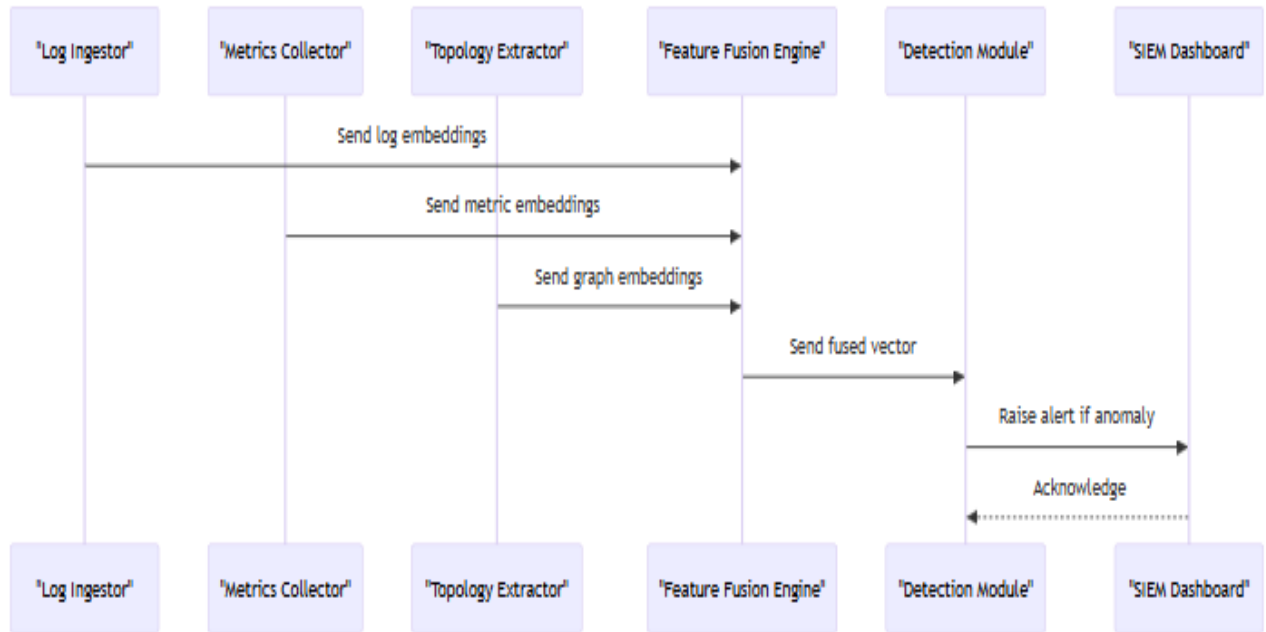 "Log Ingestor"
"Metrics Collector"
"Topology Extractor"
"Feature Fusion Engine"
"Detection Module"
"SIEM Dashboard"
Send log embeddings
Send metric embeddings
Send graph embeddings
Send fused vector
Raise alert if anomaly
Acknowledge
"Log Ingestor"
"Metrics Collector"
"Topology Extractor"
"Feature Fusion Engine"
"Detection Module"
"SIEM Dashboard"